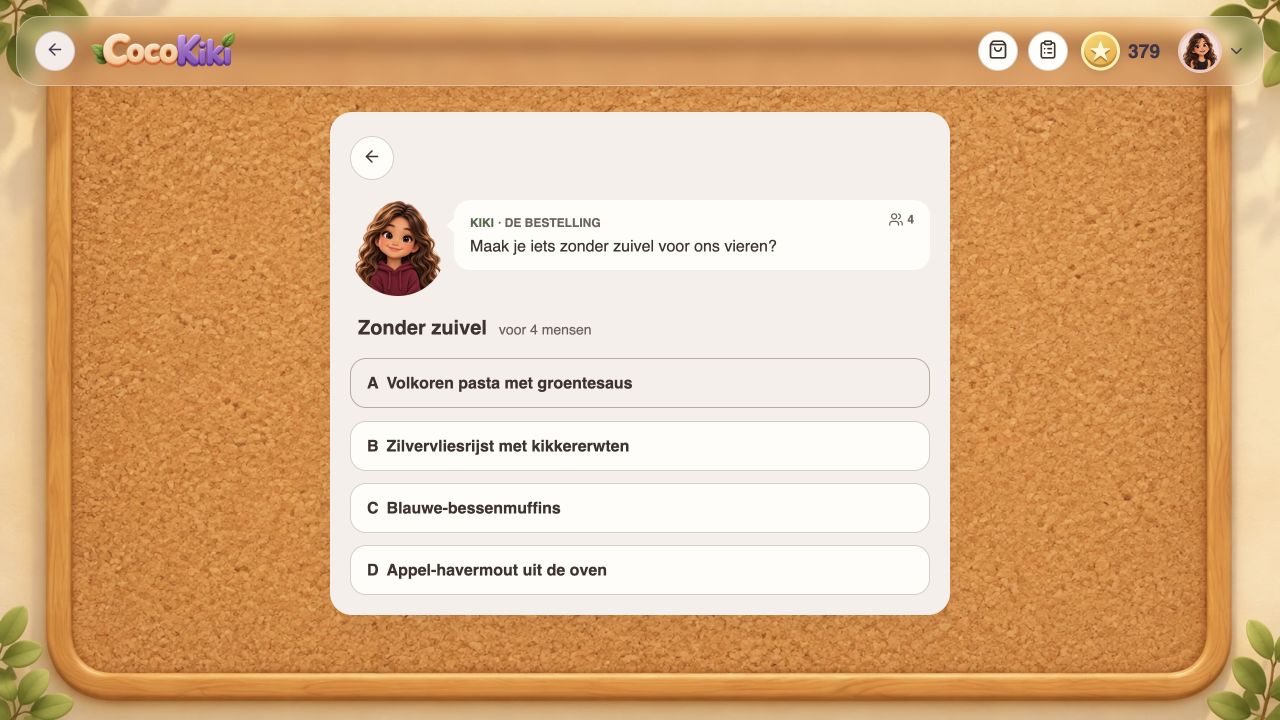 CocoKiki
379
KIKI · DE BESTELLING
4
Maak je iets zonder zuivel voor ons vieren?
Zonder zuivel voor 4 mensen
A Volkoren pasta met groentesaus
B Zilvervliesrijst met kikkererwten
C Blauwe-bessenmuffins
D Appel-havermout uit de oven